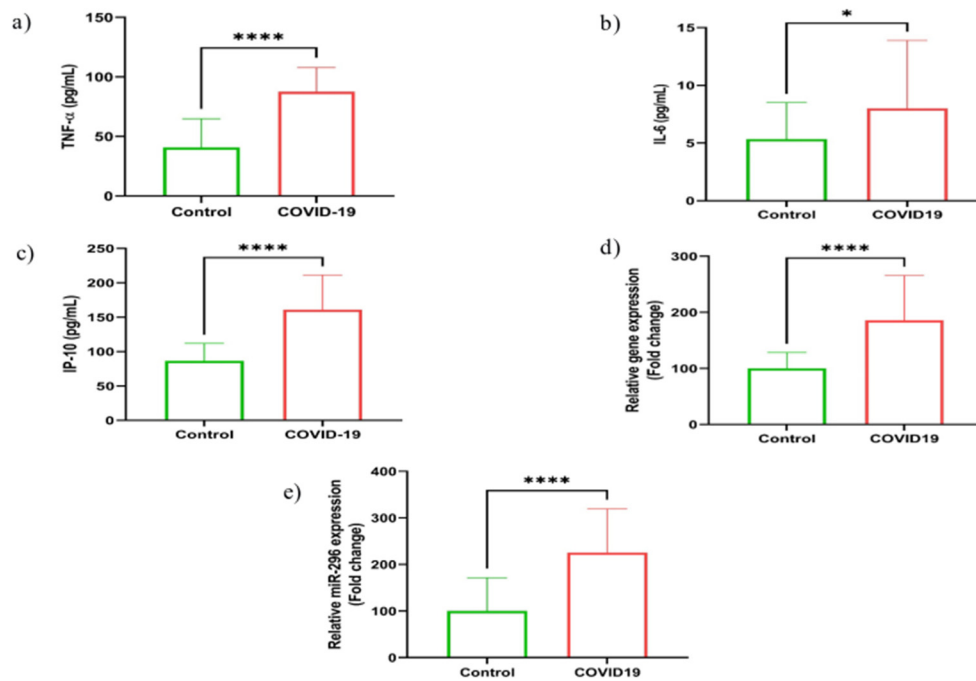 a)
TNF-α (pg/mL)
150
100
50
0
****
Control
COVID-19
b)
IL-6 (pg/mL)
15
10
5
0
*
Control
COVID19
c)
IP-10 (pg/mL)
250
200
150
100
50
0
****
Control
COVID-19
d)
Relative gene expression
(Fold change)
300
200
100
0
****
Control
COVID19
e)
Relative miR-296 expression
(Fold change)
400
300
200
100
0
****
Control
COVID19